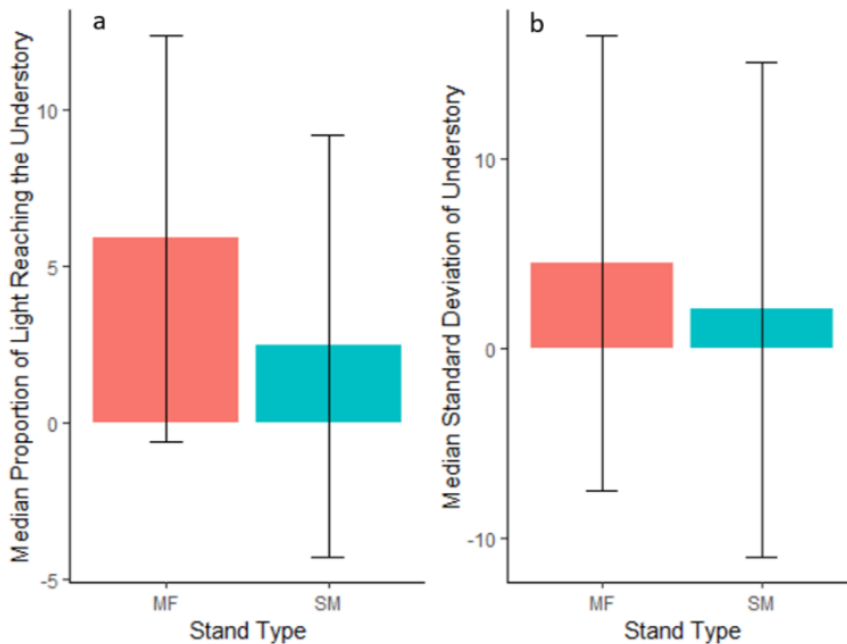 a
Median Proportion of Light Reaching the Understory
10
5
0
-5
MF SM
Stand Type
b
Median Standard Deviation of Understory
10
0
-10
MF SM
Stand Type